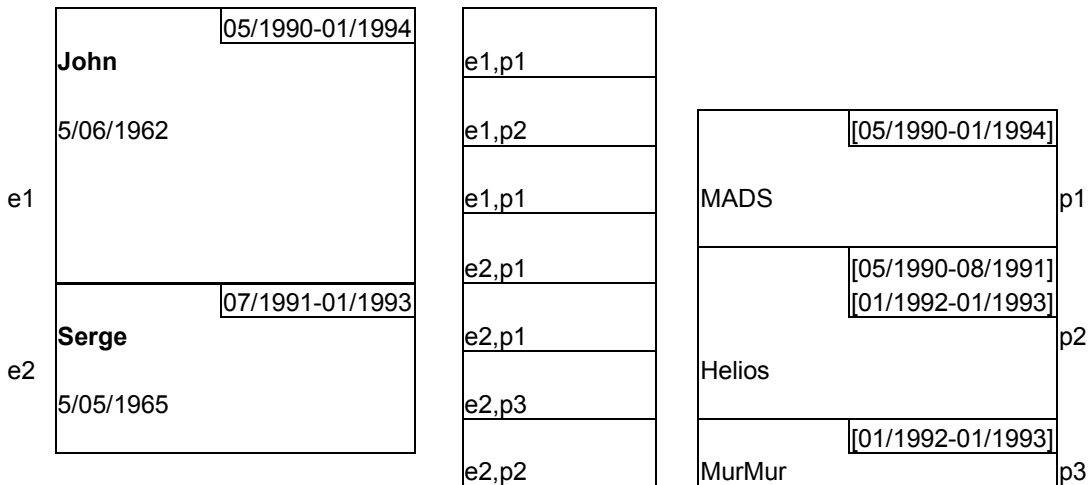 05/1990-01/1994
John
5/06/1962
e1
07/1991-01/1993
Serge
e2
5/05/1965
e1,p1
e1,p2
e1,p1
e2,p1
e2,p1
e2,p3
e2,p2
[05/1990-01/1994]
MADS
p1
[05/1990-08/1991]
[01/1992-01/1993]
p2
Helios
[01/1992-01/1993]
MurMur
p3